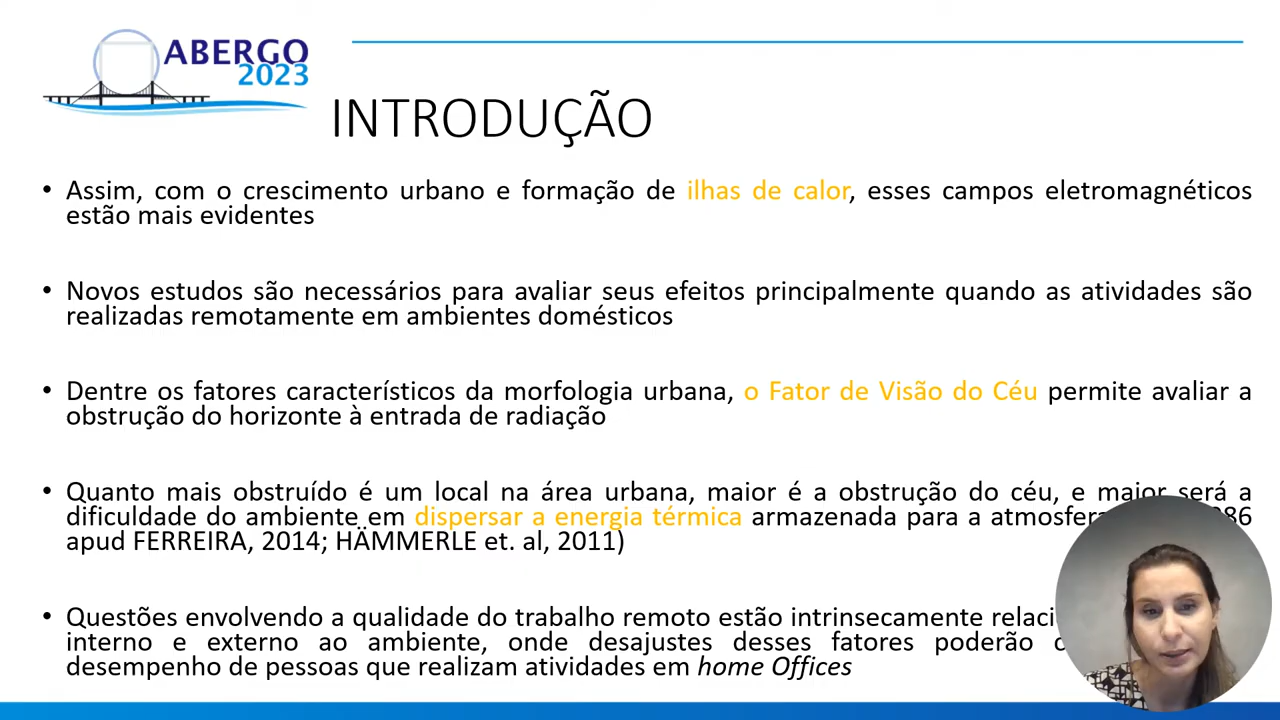 ABERGO
2023
INTRODUÇÃO
• Assim, com o crescimento urbano e formação de ilhas de calor, esses campos eletromagnéticos
estão mais evidentes
• Novos estudos são necessários para avaliar seus efeitos principalmente quando as atividades são
realizadas remotamente em ambientes domésticos
• Dentre os fatores característicos da morfologia urbana, o Fator de Visão do Céu permite avaliar a
obstrução do horizonte à entrada de radiação
• Quanto mais obstruído é um local na área urbana, maior é a obstrução do céu, e maior será a
dificuldade do ambiente em dispersar a energia térmica armazenada para a atmosfera
apud FERREIRA, 2014; HÄMMERLE et. al, 2011)
• Questões envolvendo a qualidade do trabalho remoto estão intrinsecamente
interno e externo ao ambiente, onde desajustes desses fatores poderão
desempenho de pessoas que realizam atividades em home Offices